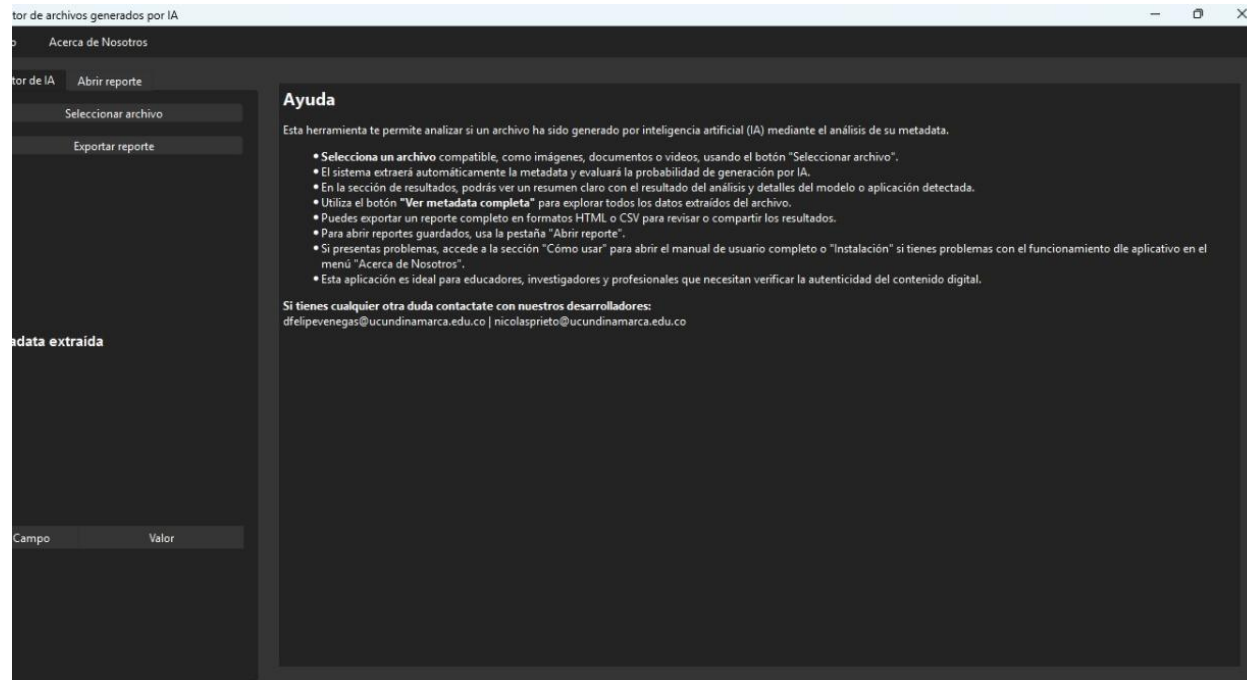 tor de archivos generados por IA
Acerca de Nosotros
tor de IA Abrir reporte
Seleccionar archivo
Exportar reporte
adata extraída
Campo Valor
Ayuda
Esta herramienta te permite analizar si un archivo ha sido generado por inteligencia artificial (IA) mediante el análisis de su metadata.
• Selecciona un archivo compatible, como imágenes, documentos o videos, usando el botón "Seleccionar archivo".
• El sistema extraerá automáticamente la metadata y evaluará la probabilidad de generación por IA.
• En la sección de resultados, podrás ver un resumen claro con el resultado del análisis y detalles del modelo o aplicación detectada.
• Utiliza el botón "Ver metadata completa" para explorar todos los datos extraídos del archivo.
• Puedes exportar un reporte completo en formatos HTML o CSV para revisar o compartir los resultados.
• Para abrir reportes guardados, usa la pestaña "Abrir reporte".
• Si presentas problemas, accede a la sección "Cómo usar" para abrir el manual de usuario completo o "Instalación" si tienes problemas con el funcionamiento dle aplicativo en el
menú "Acerca de Nosotros".
• Esta aplicación es ideal para educadores, investigadores y profesionales que necesitan verificar la autenticidad del contenido digital.
Si tienes cualquier otra duda contactate con nuestros desarrolladores:
dfelipevenegas@ucundinamarca.edu.co | nicolasprieto@ucundinamarca.edu.co